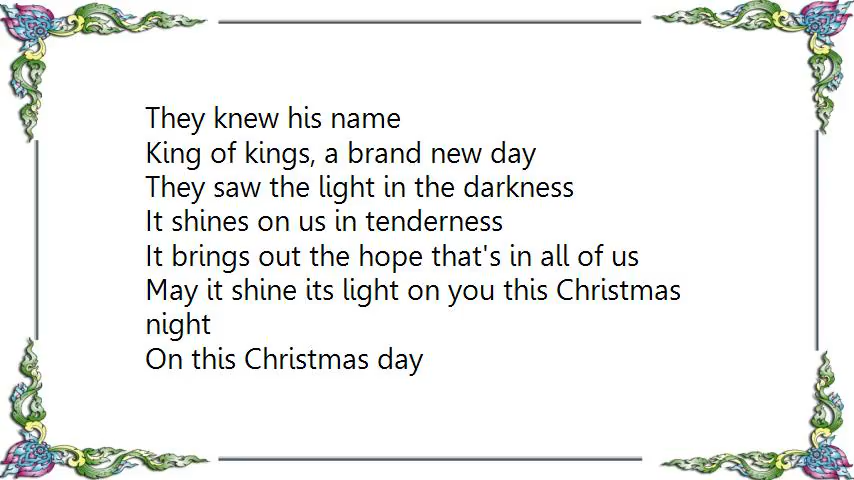 They knew his name
King of kings, a brand new day
They saw the light in the darkness
It shines on us in tenderness
It brings out the hope that's in all of us
May it shine its light on you this Christmas
night
On this Christmas day